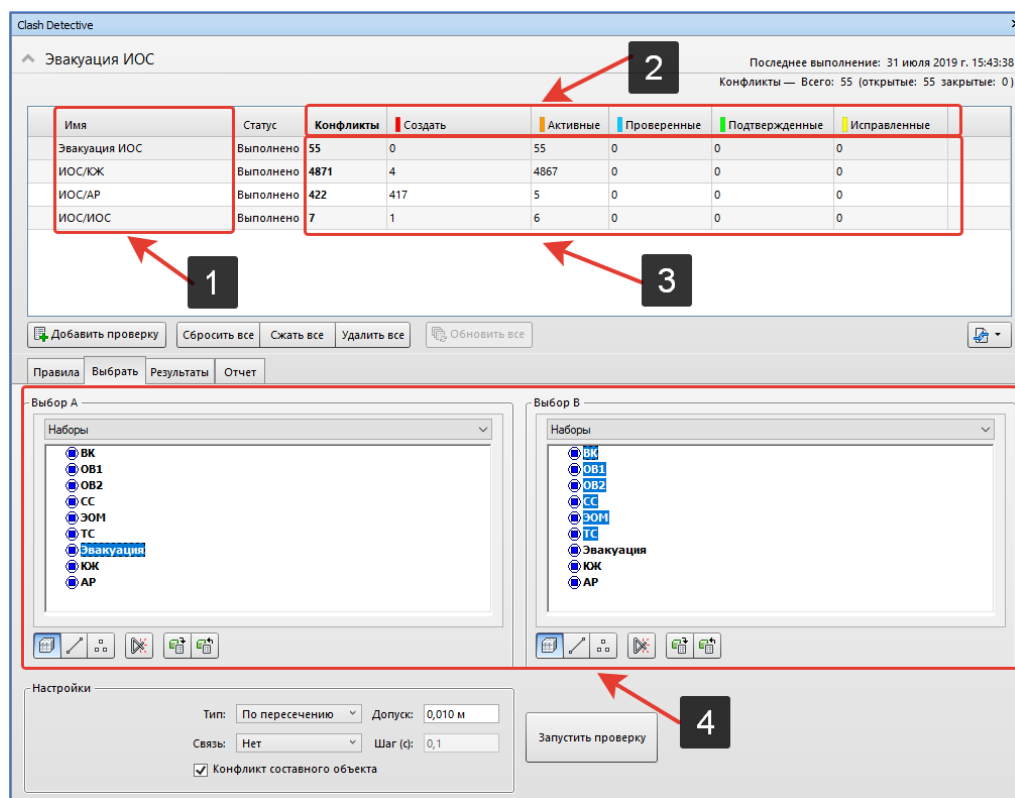 Clash Detective
Эвакуация ИОС
Последнее выполнение: 31 июля 2019 г. 15:43:38
Конфликты — Всего: 55 (открытые: 55 закрытые: 0)
2
Имя Статус Конфликты Создать Активные Проверенные Подтвержденные Исправленные
Эвакуация ИОС Выполнено 55 0 55 0 0 0
ИОС/КЖ Выполнено 4871 4 4867 0 0 0
ИОС/АР Выполнено 422 417 5 0 0 0
ИОС/ИОС Выполнено 7 1 6 0 0 0
1
3
Добавить проверку Сбросить все Сжать все Удалить все Обновить все
Правила Выбрать Результаты Отчет
Выбор A
Наборы
ВК
ОВ1
ОВ2
СС
ЭОМ
ТС
Эвакуация
КЖ
АР
Выбор B
Наборы
ВК
ОВ1
ОВ2
СС
ЭОМ
ТС
Эвакуация
КЖ
АР
4
Настройки
Тип: По пересечению Допуск: 0,010 м
Связь: Нет Шаг (с): 0,1
Конфликт составного объекта
Запустить проверку